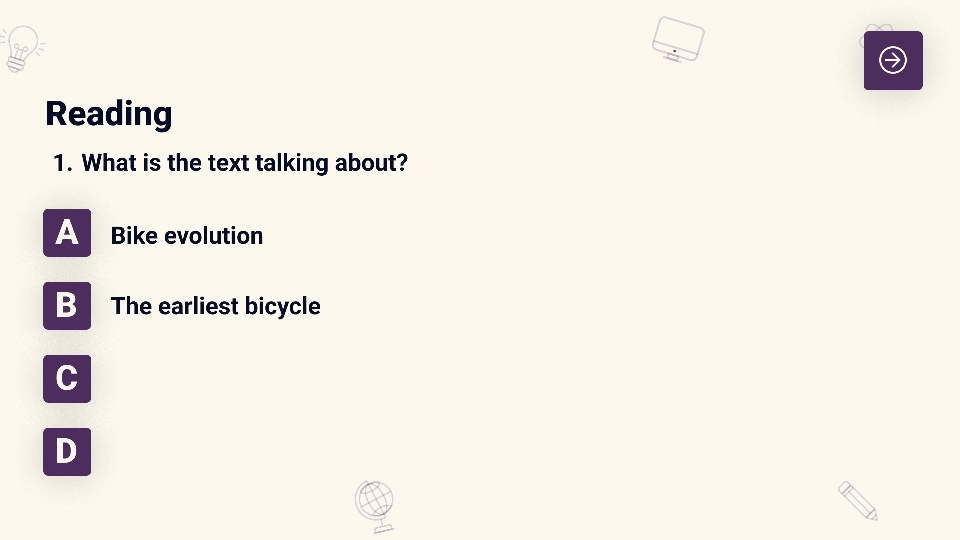 Reading
1. What is the text talking about?
A Bike evolution
B The earliest bicycle
C
D